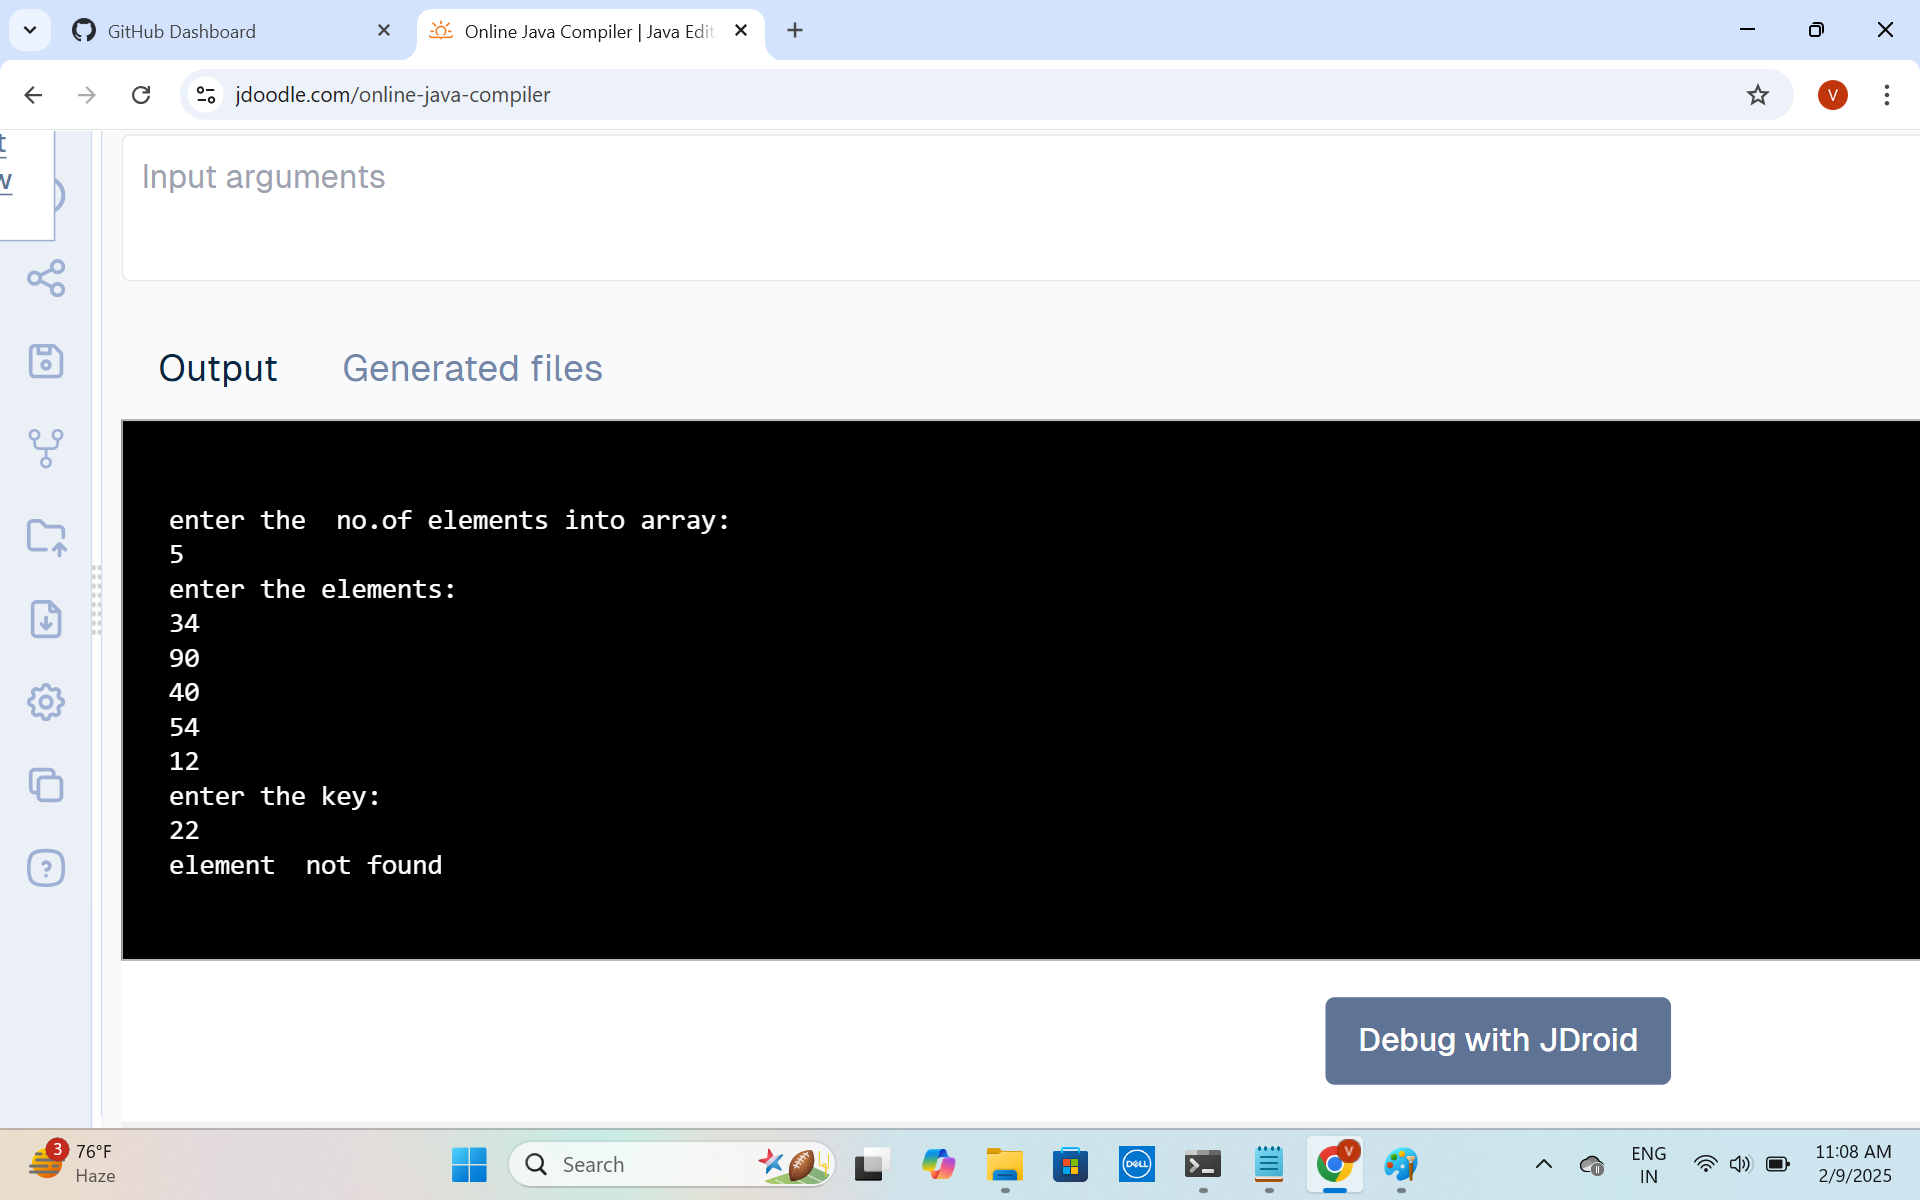 GitHub Dashboard
Online Java Compiler | Java Edit
jdoodle.com/online-java-compiler
V
t
w
Input arguments
Output
Generated files
enter the  no.of elements into array:
5
enter the elements:
34
90
40
54
12
enter the key:
22
element  not found
Debug with JDroid
3
76°F
Haze
Search
DELL
V
ENG
IN
11:08 AM
2/9/2025